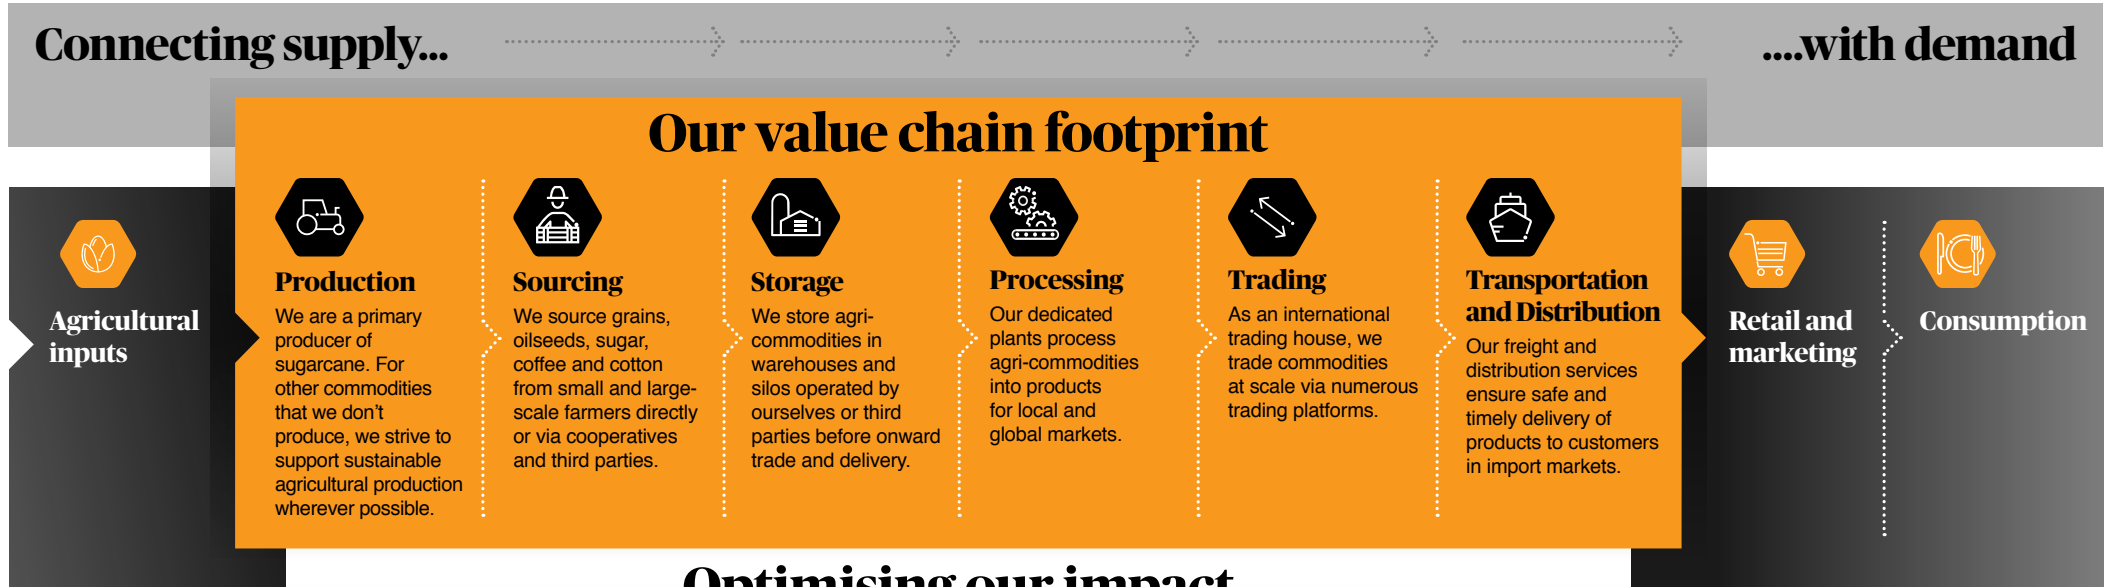 Connecting supply...
....with demand
Our value chain footprint
Agricultural
inputs
Production
We are a primary
producer of
sugarcane. For
other commodities
that we don't
produce, we strive to
support sustainable
agricultural production
wherever possible.
Sourcing
We source grains,
oilseeds, sugar,
coffee and cotton
from small and large-
scale farmers directly
or via cooperatives
and third parties.
Storage
We store agri-
commodities in
warehouses and
silos operated by
ourselves or third
parties before onward
trade and delivery.
Processing
Our dedicated
plants process
agri-commodities
into products
for local and
global markets.
Trading
As an international
trading house, we
trade commodities
at scale via numerous
trading platforms.
Transportation
and Distribution
Our freight and
distribution services
ensure safe and
timely delivery of
products to customers
in import markets.
Retail and
marketing
Consumption
Optimising our impact